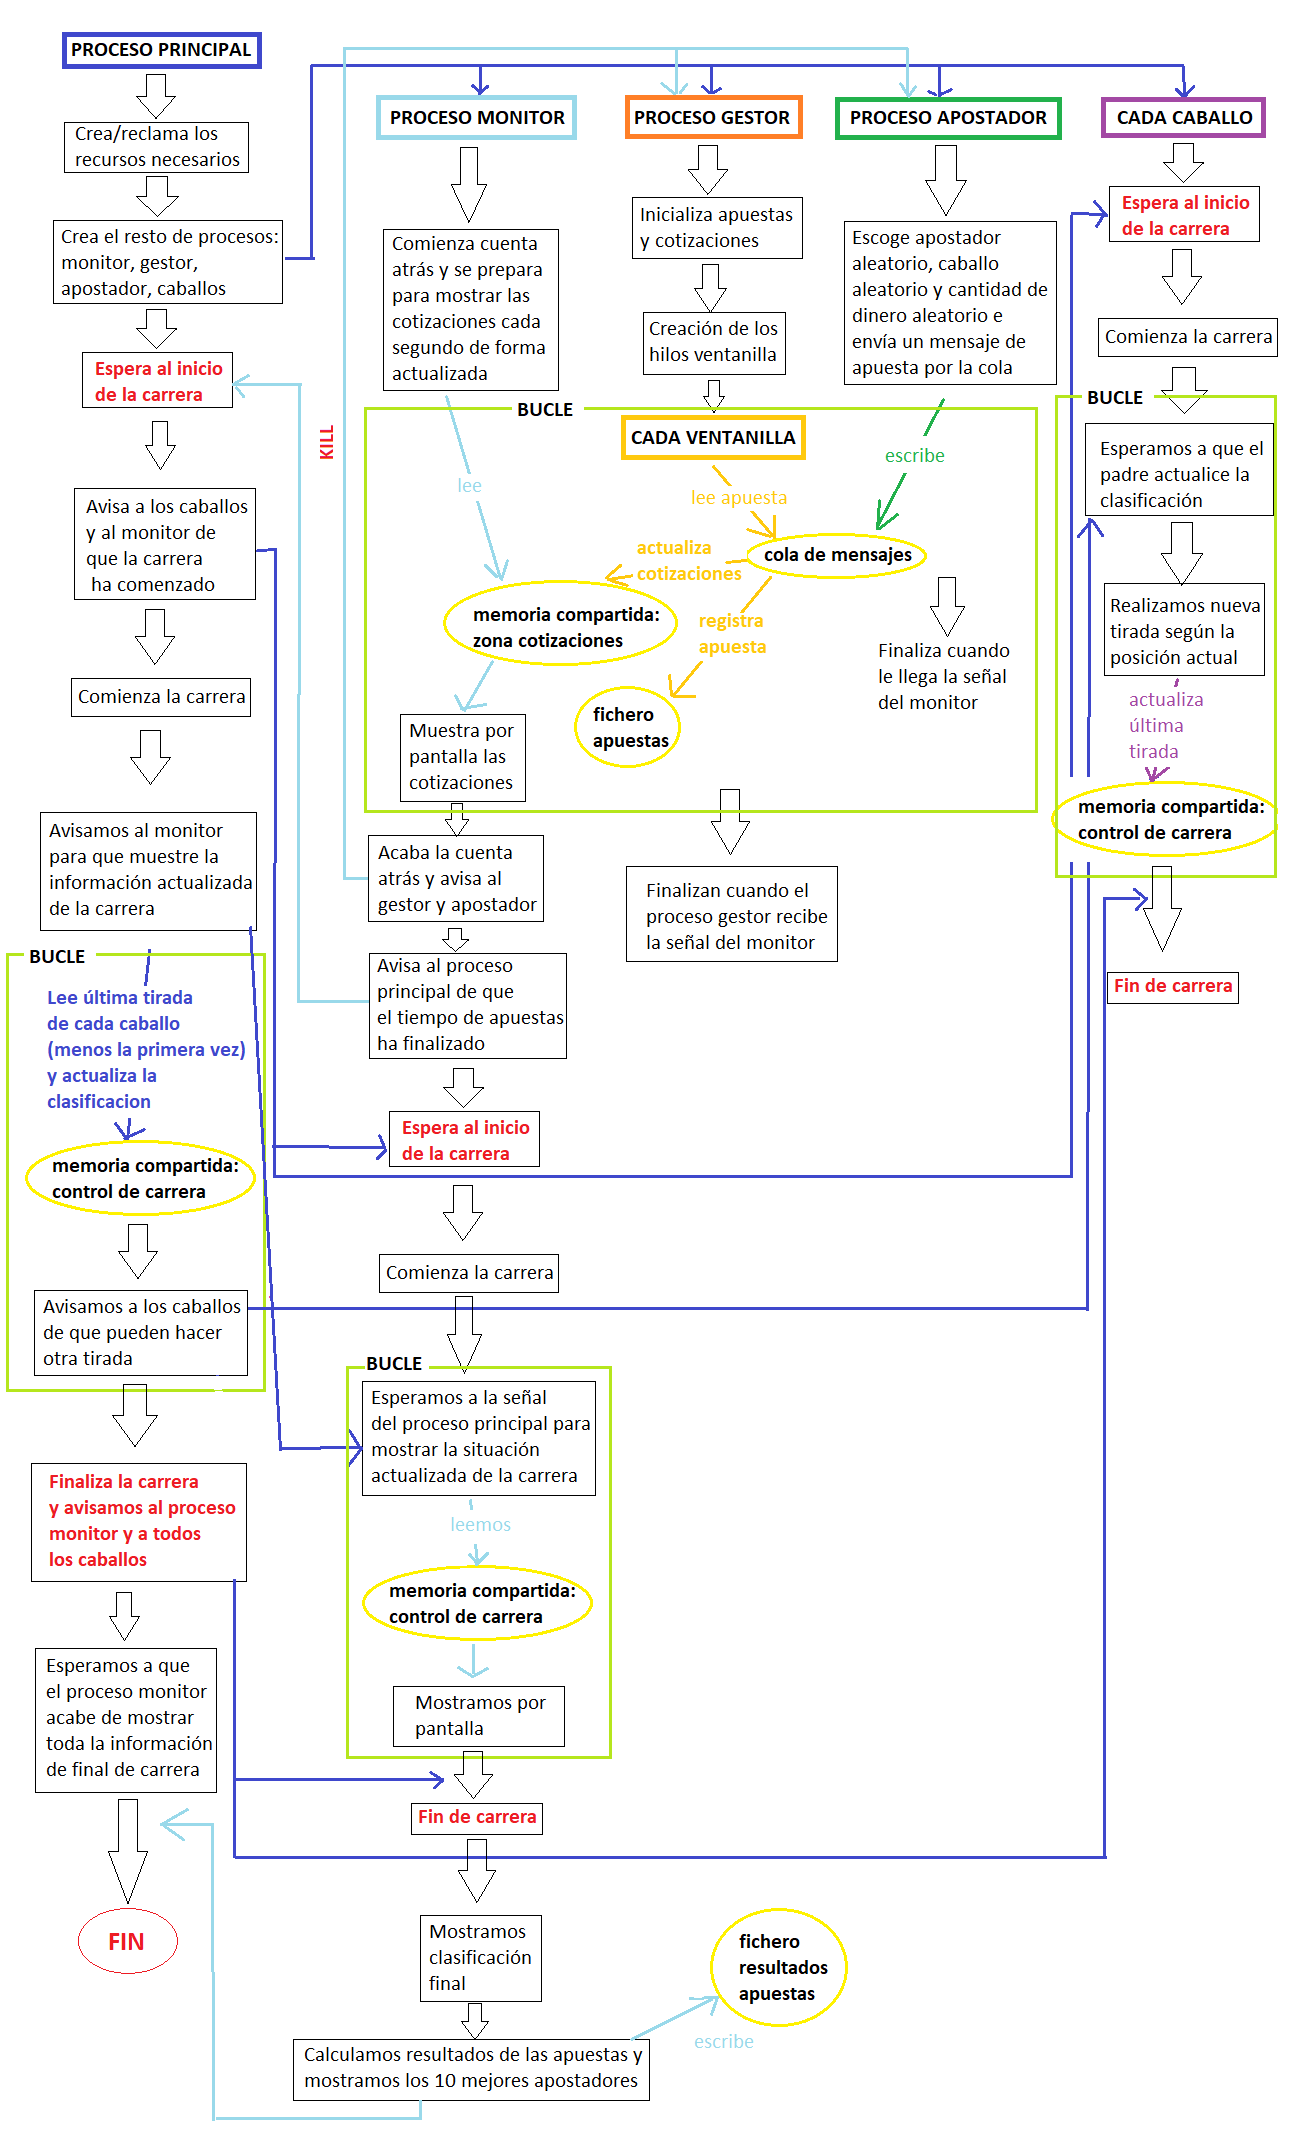 PROCESO PRINCIPAL
Crea/reclama los
recursos necesarios
Crea el resto de procesos:
monitor, gestor,
apostador, caballos
Espera al inicio
de la carrera
Avisa a los caballos
y al monitor de
que la carrera
ha comenzado
Comienza la carrera
Avisamos al monitor
para que muestre la
información actualizada
de la carrera
BUCLE
Lee última tirada
de cada caballo
(menos la primera vez)
y actualiza la
clasificacion
memoria compartida:
control de carrera
Avisamos a los caballos
de que pueden hacer
otra tirada
Finaliza la carrera
y avisamos al proceso
monitor y a todos
los caballos
Esperamos a que
el proceso monitor
acabe de mostrar
toda la información
de final de carrera
FIN
KILL
PROCESO MONITOR
Comienza cuenta
atrás y se prepara
para mostrar las
cotizaciones cada
segundo de forma
actualizada
BUCLE
lee
memoria compartida:
zona cotizaciones
Muestra por
pantalla las
cotizaciones
Acaba la cuenta
atrás y avisa al
gestor y apostador
Avisa al proceso
principal de que
el tiempo de apuestas
ha finalizado
Espera al inicio
de la carrera
Comienza la carrera
BUCLE
Esperamos a la señal
del proceso principal para
mostrar la situación
actualizada de la carrera
leemos
memoria compartida:
control de carrera
Mostramos por
pantalla
Fin de carrera
Mostramos
clasificación
final
Calculamos resultados de las apuestas y
mostramos los 10 mejores apostadores
escribe
fichero
resultados
apuestas
PROCESO GESTOR
Inicializa apuestas
y cotizaciones
Creación de los
hilos ventanilla
CADA VENTANILLA
lee apuesta
cola de mensajes
actualiza
cotizaciones
registra
apuesta
fichero
apuestas
Finalizan cuando el
proceso gestor recibe
la señal del monitor
PROCESO APOSTADOR
Escoge apostador
aleatorio, caballo
aleatorio y cantidad de
dinero aleatorio e
envía un mensaje de
apuesta por la cola
escribe
Finaliza cuando
le llega la señal
del monitor
CADA CABALLO
Espera al inicio
de la carrera
Comienza la carrera
BUCLE
Esperamos a que el
padre actualice la
clasificación
Realizamos nueva
tirada según la
posición actual
actualiza
última
tirada
memoria compartida:
control de carrera
Fin de carrera